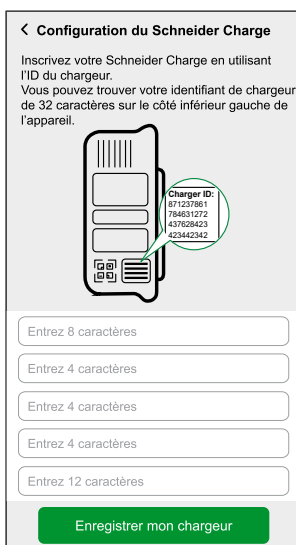 Configuration du Schneider Charge
Inscrivez votre Schneider Charge en utilisant
l'ID du chargeur.
Vous pouvez trouver votre identifiant de chargeur
de 32 caractères sur le côté inférieur gauche de
l'appareil.
Charger ID:
871237861
784631272
437628423
423442342
Entrez 8 caractères
Entrez 4 caractères
Entrez 4 caractères
Entrez 4 caractères
Entrez 12 caractères
Enregistrer mon chargeur